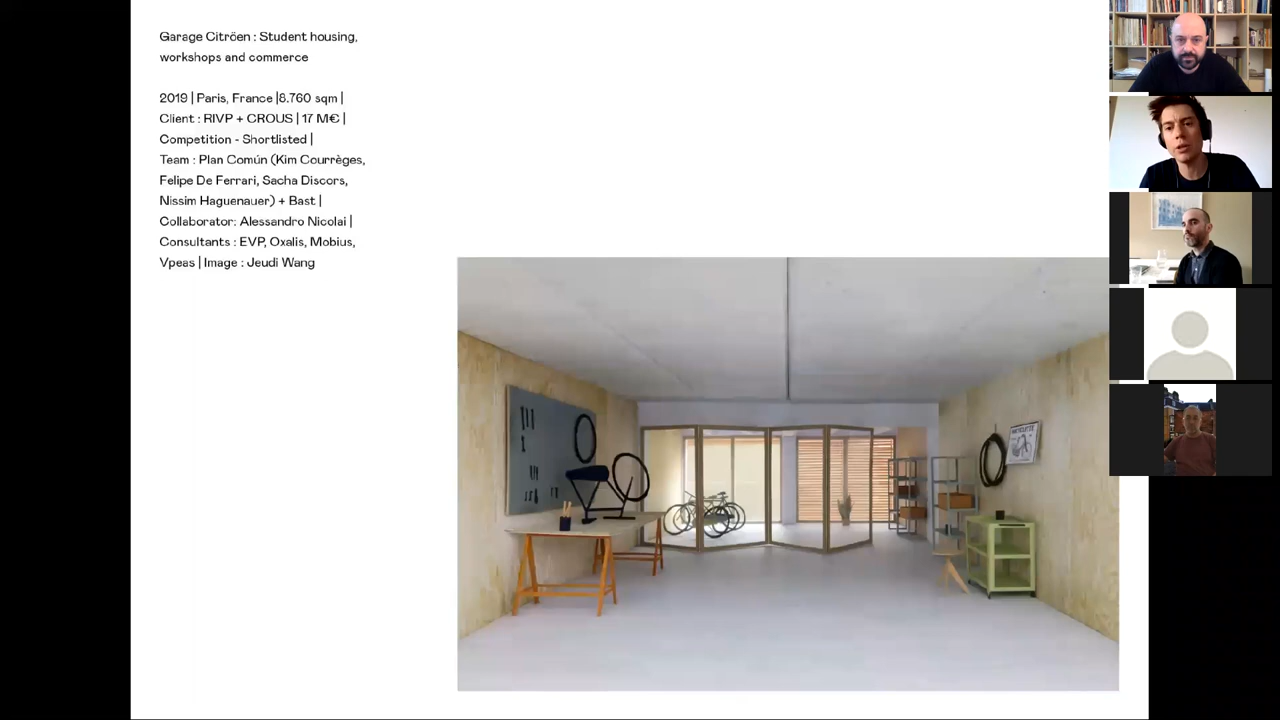 Garage Citröen : Student housing,
workshops and commerce
2019 | Paris, France |8.760 sqm |
Client : RIVP + CROUS | 17 M€ |
Competition - Shortlisted |
Team : Plan Común (Kim Courrèges,
Felipe De Ferrari, Sacha Discors,
Nissim Haguenauer) + Bast |
Collaborator: Alessandro Nicolai |
Consultants : EVP, Oxalis, Mobius,
Vpeas | Image : Jeudi Wang